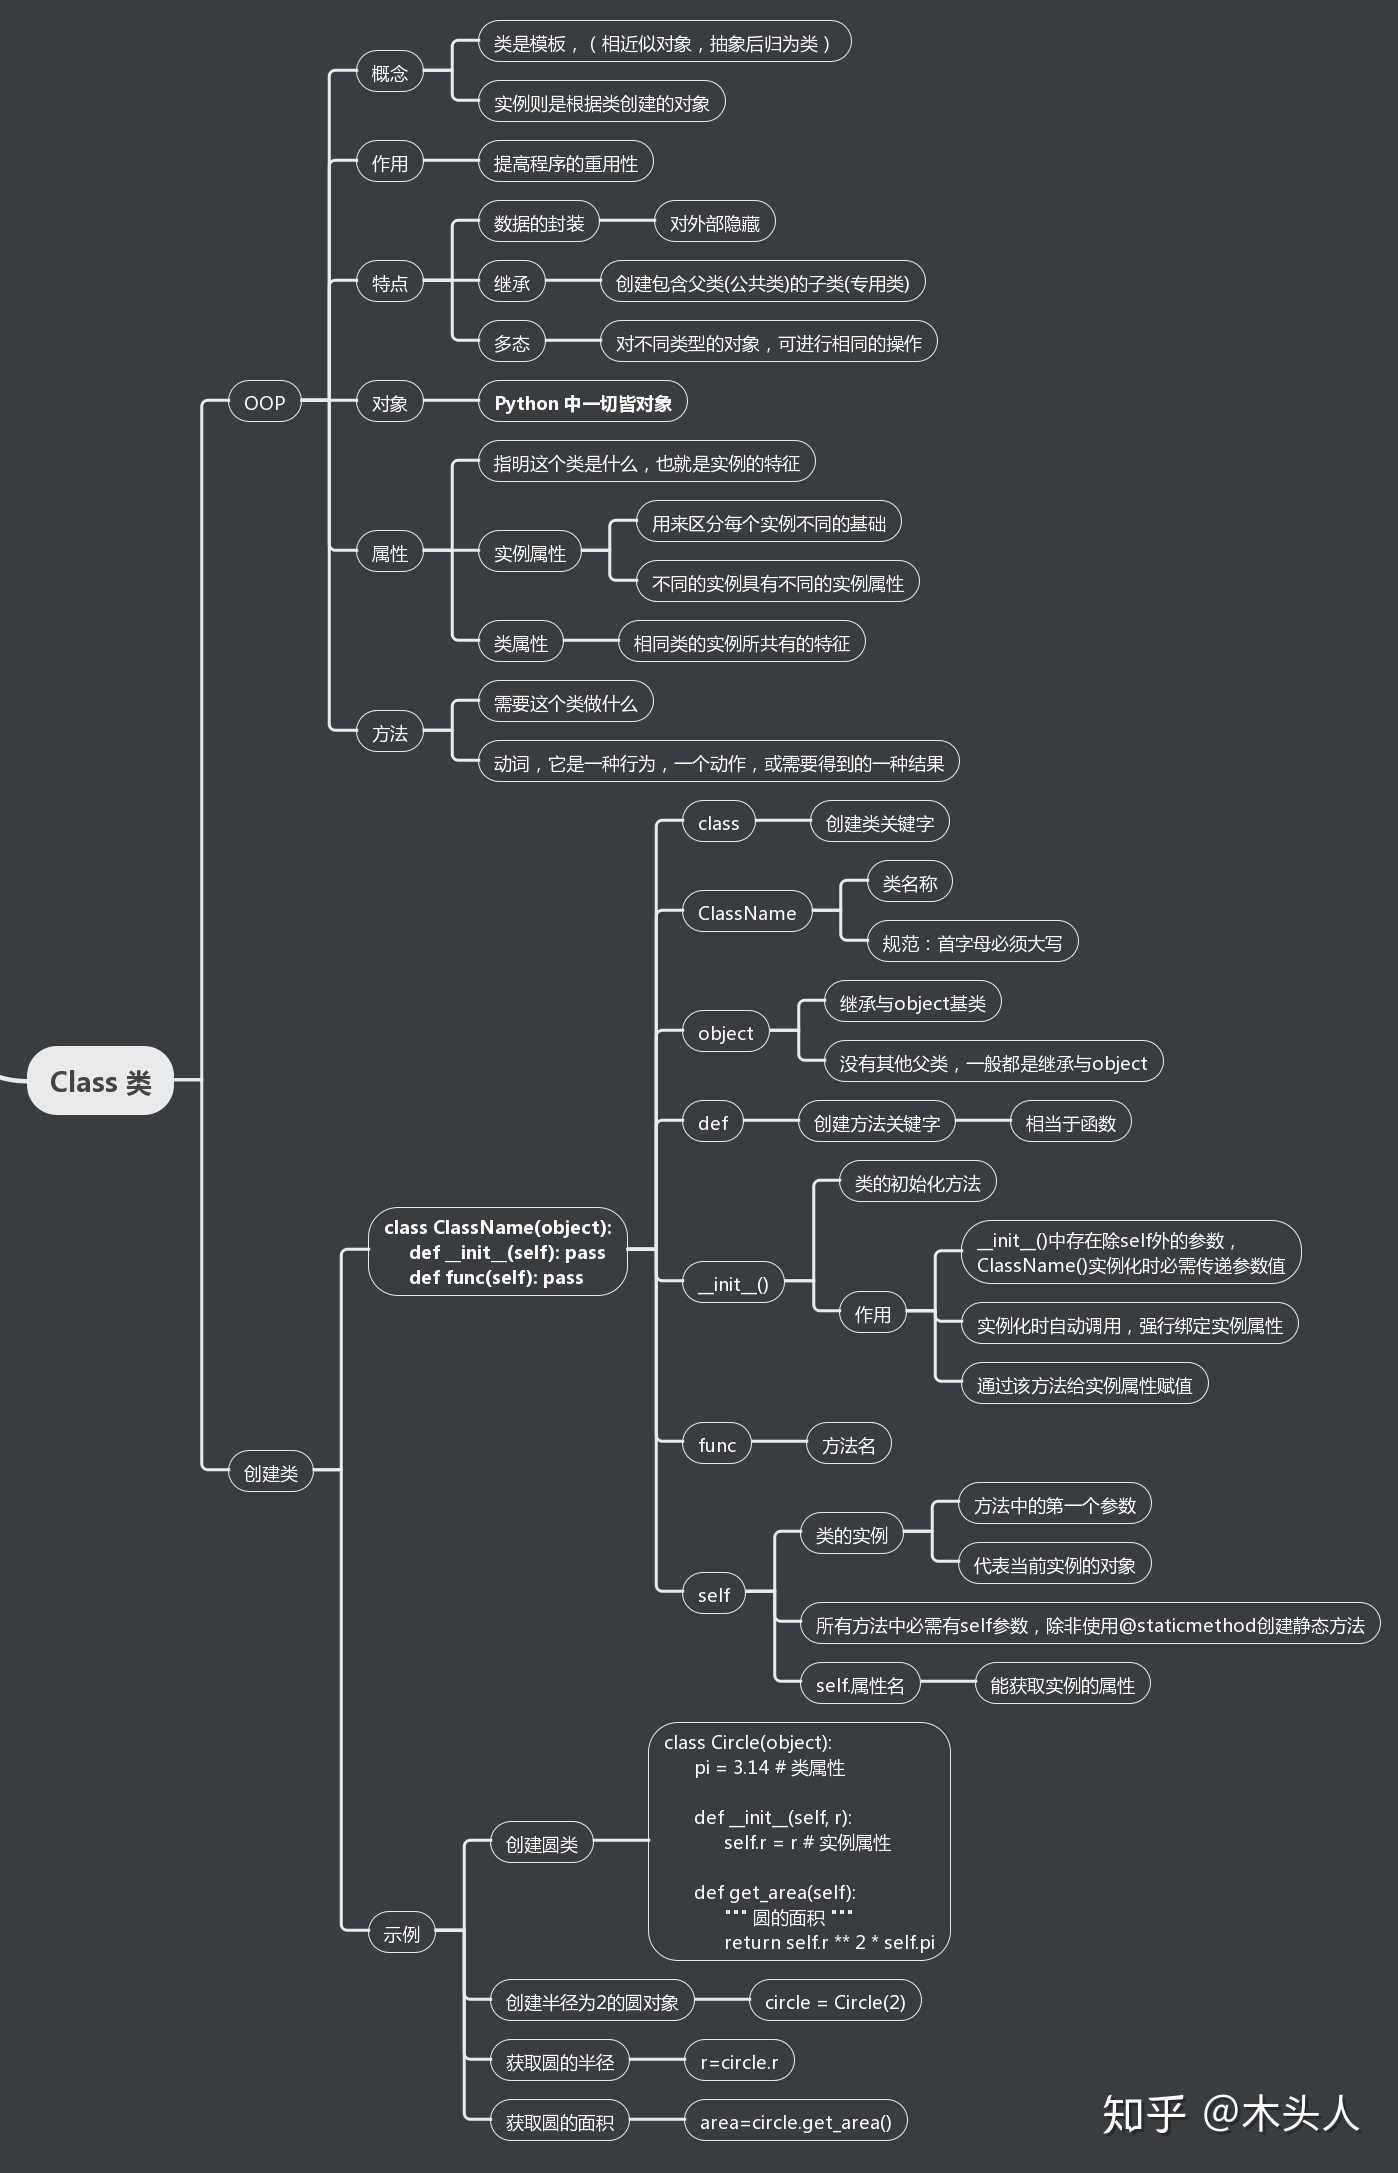 类是模板，（相近似对象，抽象后归为类）
概念
实例则是根据类创建的对象
作用
提高程序的重用性
数据的封装
对外部隐藏
特点
继承
创建包含父类(公共类)的子类(专用类)
多态
对不同类型的对象，可进行相同的操作
OOP
对象
Python 中一切皆对象
指明这个类是什么，也就是实例的特征
用来区分每个实例不同的基础
属性
实例属性
不同的实例具有不同的实例属性
类属性
相同类的实例所共有的特征
需要这个类做什么
方法
动词，它是一种行为，一个动作，或需要得到的一种结果
class
创建类关键字
类名称
ClassName
规范：首字母必须大写
继承与object基类
object
没有其他父类，一般都是继承与object
Class 类
def
创建方法关键字
相当于函数
类的初始化方法
class ClassName(object):
def __init__(self): pass
def func(self): pass
__init__()
__init__()中存在除self外的参数，
ClassName()实例化时必需传递参数值
作用
实例化时自动调用，强行绑定实例属性
通过该方法给实例属性赋值
func
方法名
创建类
方法中的第一个参数
类的实例
代表当前实例的对象
self
所有方法中必需有self参数，除非使用@staticmethod创建静态方法
self.属性名
能获取实例的属性
class Circle(object):
pi = 3.14 # 类属性
def __init__(self, r):
self.r = r # 实例属性
创建圆类
def get_area(self):
""" 圆的面积 """
return self.r ** 2 * self.pi
示例
创建半径为2的圆对象
circle = Circle(2)
获取圆的半径
r=circle.r
获取圆的面积
area=circle.get_area()
知乎 @木头人